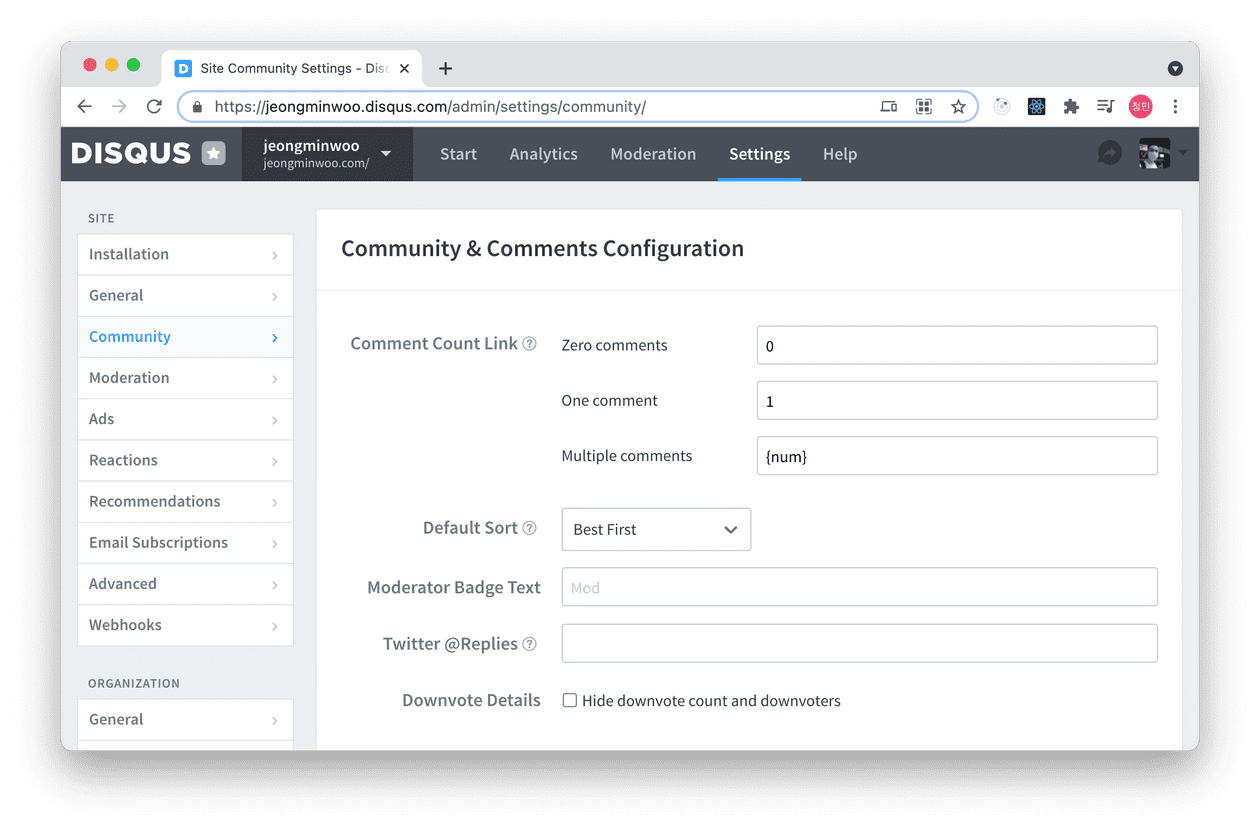 Site Community Settings - Disc
https://jeongminwoo.disqus.com/admin/settings/community/
정민
DISQUS
jeongminwoo
jeongminwoo.com/
Start
Analytics
Moderation
Settings
Help
SITE
Installation
General
Community
Moderation
Ads
Reactions
Recommendations
Email Subscriptions
Advanced
Webhooks
ORGANIZATION
General
Community & Comments Configuration
Comment Count Link
Zero comments
0
One comment
1
Multiple comments
{num}
Default Sort
Best First
Moderator Badge Text
Mod
Twitter @Replies
Downvote Details
Hide downvote count and downvoters